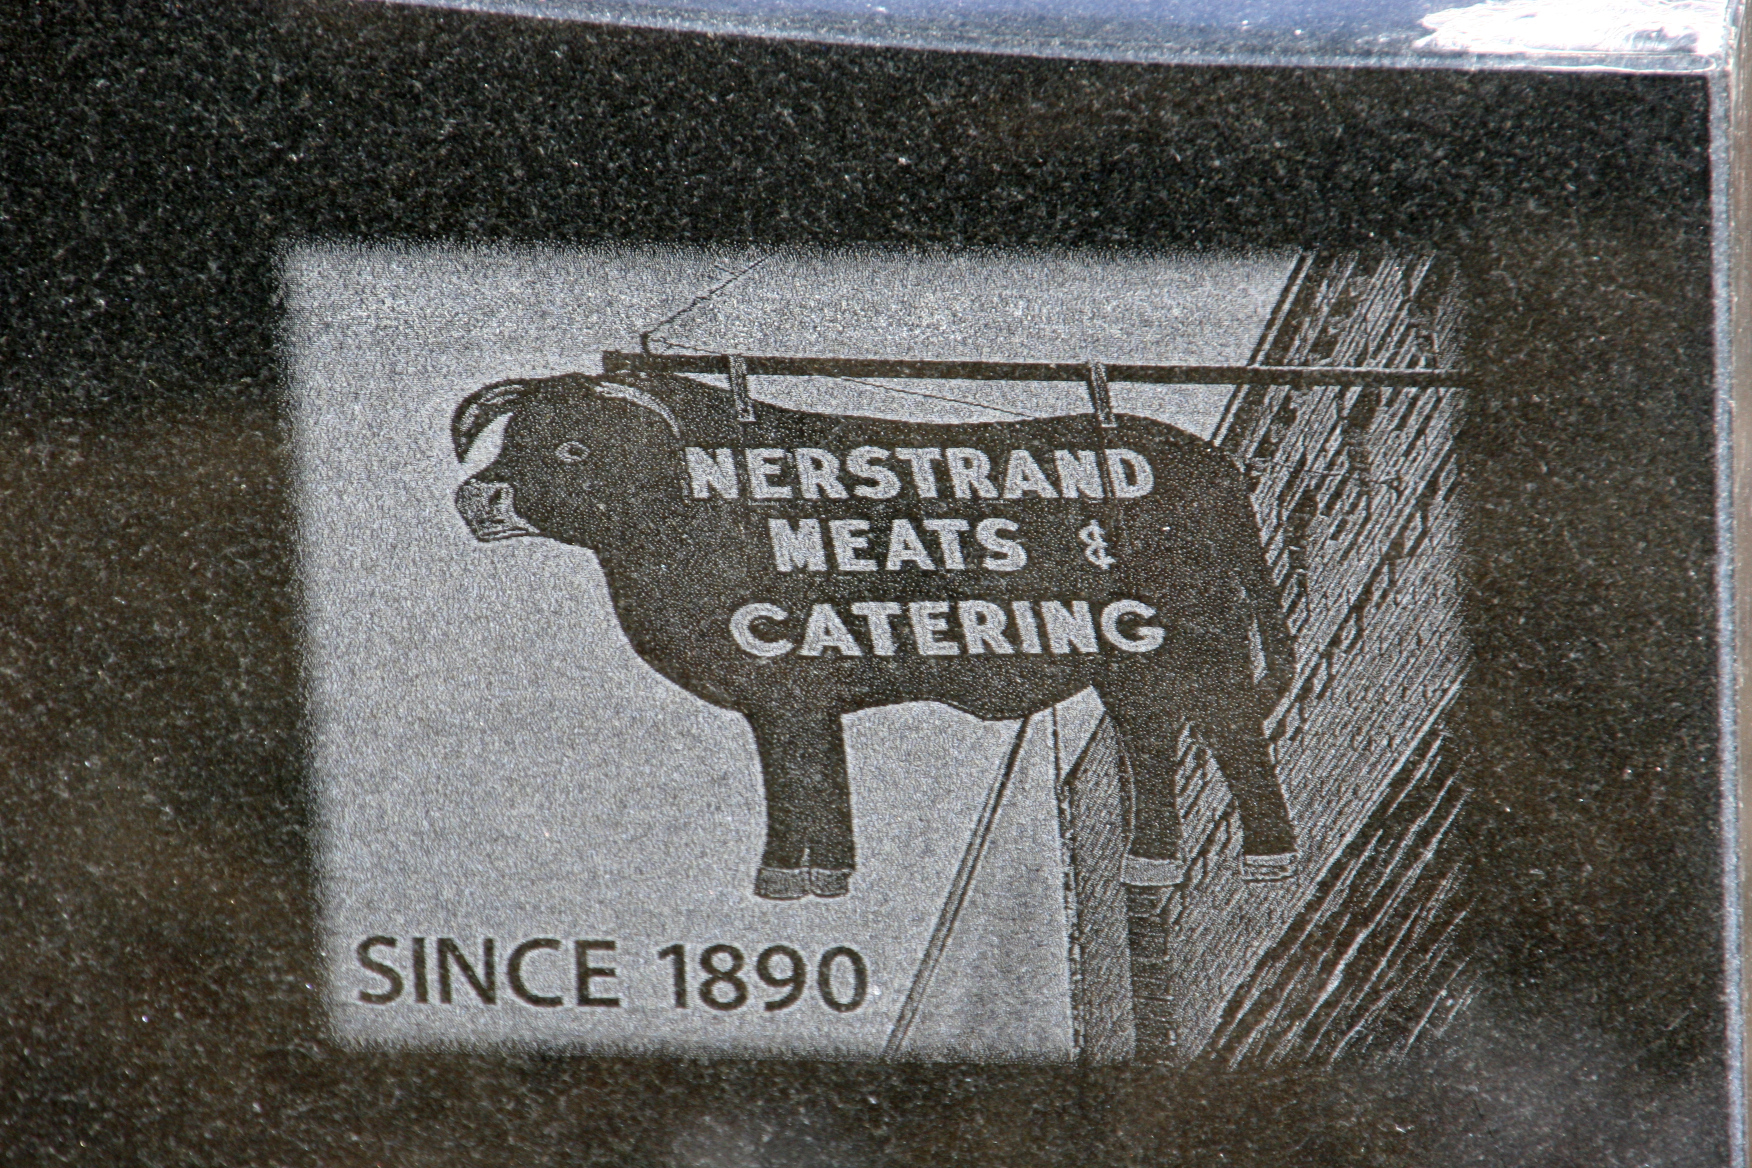 NERSTRAND
MEATS &
CATERING
SINCE 1890